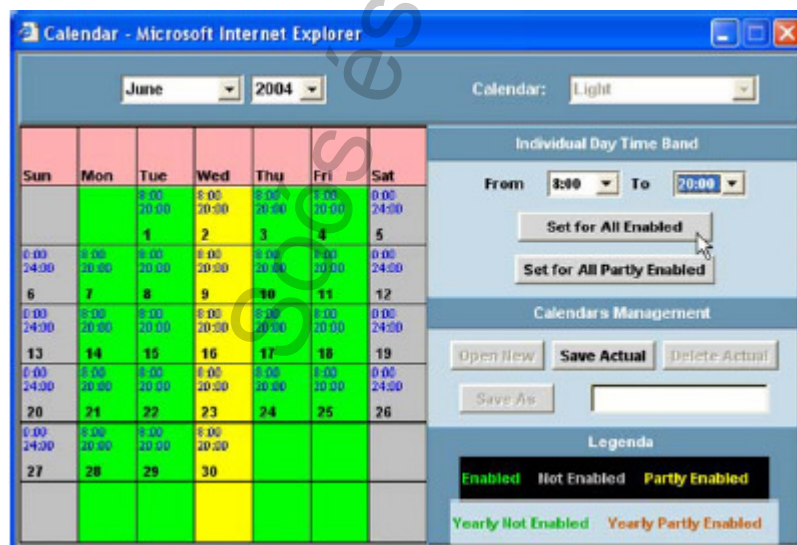 Calendar - Microsoft Internet Explorer
June 2004 Calendar: Light
Individual Day Time Band
Sun Mon Tue Wed Thu Fri Sat
From 8:00 To 20:00
8:00 8:00 8:00 8:00 0:00
20:00 20:00 20:00 20:00 24:00
1 2 3 4 5
Set for All Enabled
0:00 8:00 8:00 8:00 8:00 8:00 0:00
24:00 20:00 20:00 20:00 20:00 20:00 24:00
6 7 8 9 10 11 12
Set for All Partly Enabled
0:00 8:00 8:00 8:00 8:00 8:00 0:00
24:00 20:00 20:00 20:00 20:00 20:00 24:00
13 14 15 16 17 18 19
Calendars Management
Open New Save Actual Delete Actual
0:00 8:00 8:00 8:00 8:00 8:00 0:00
24:00 20:00 20:00 20:00 20:00 20:00 24:00
20 21 22 23 24 25 26
Save As
0:00 8:00 8:00 8:00
24:00 20:00 20:00 20:00
27 28 29 30
Legenda
Enabled Not Enabled Partly Enabled
Yearly Not Enabled Yearly Partly Enabled
Soós és